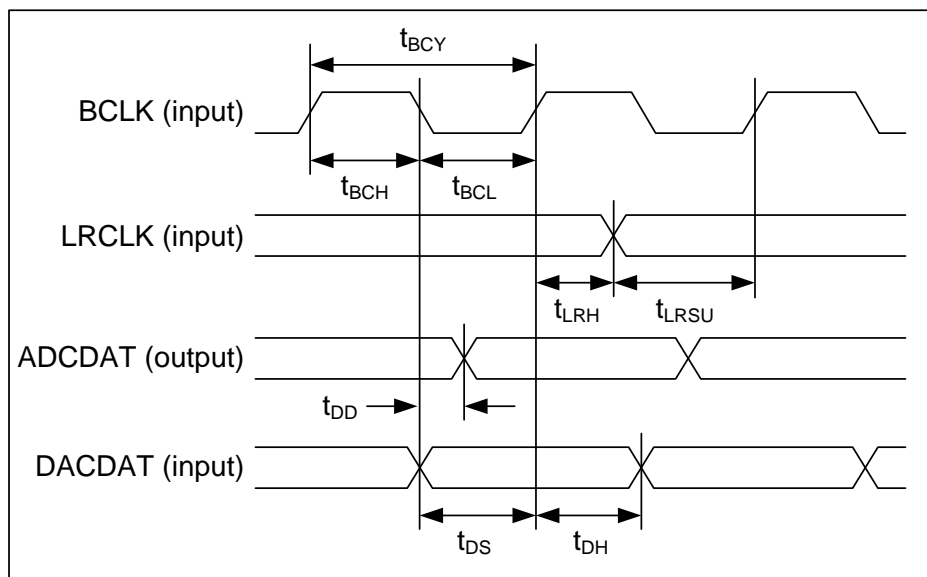 tBCY
BCLK (input)
tBCH
tBCL
LRCLK (input)
tLRH
tLRSU
ADCDAT (output)
tDD
DACDAT (input)
tDS
tDH